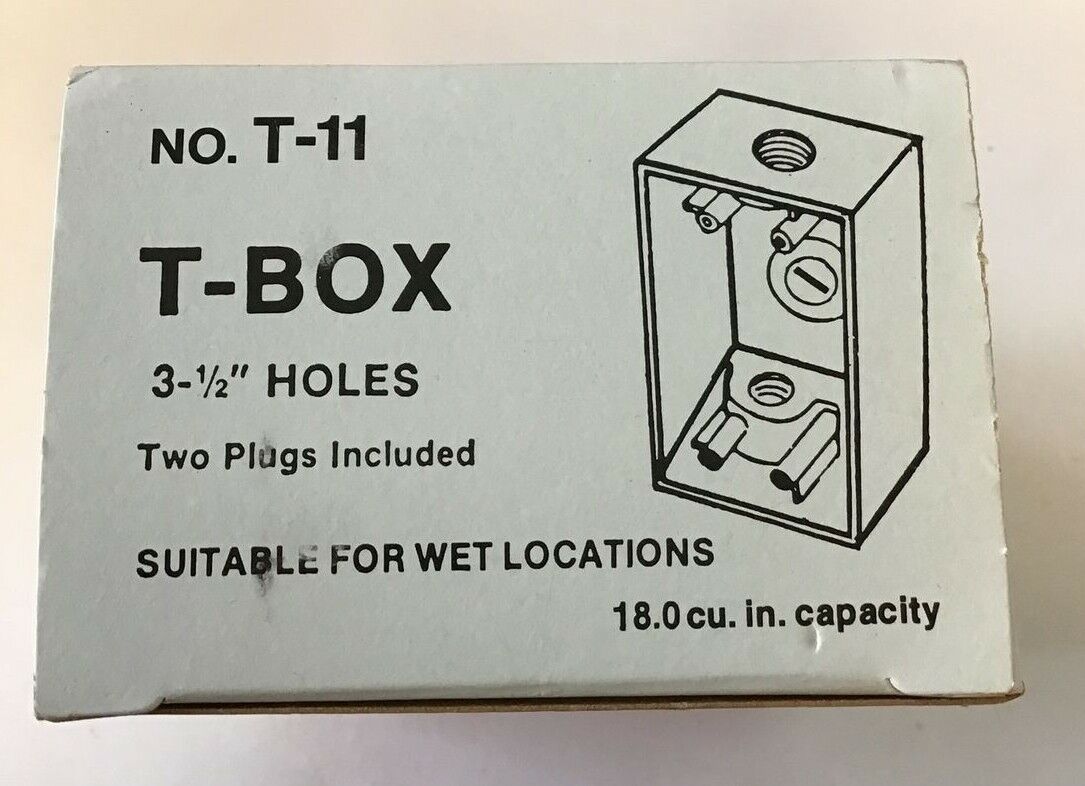 NO. T-11
T-BOX
3-½" HOLES
Two Plugs Included
SUITABLE FOR WET LOCATIONS
18.0 cu. in. capacity